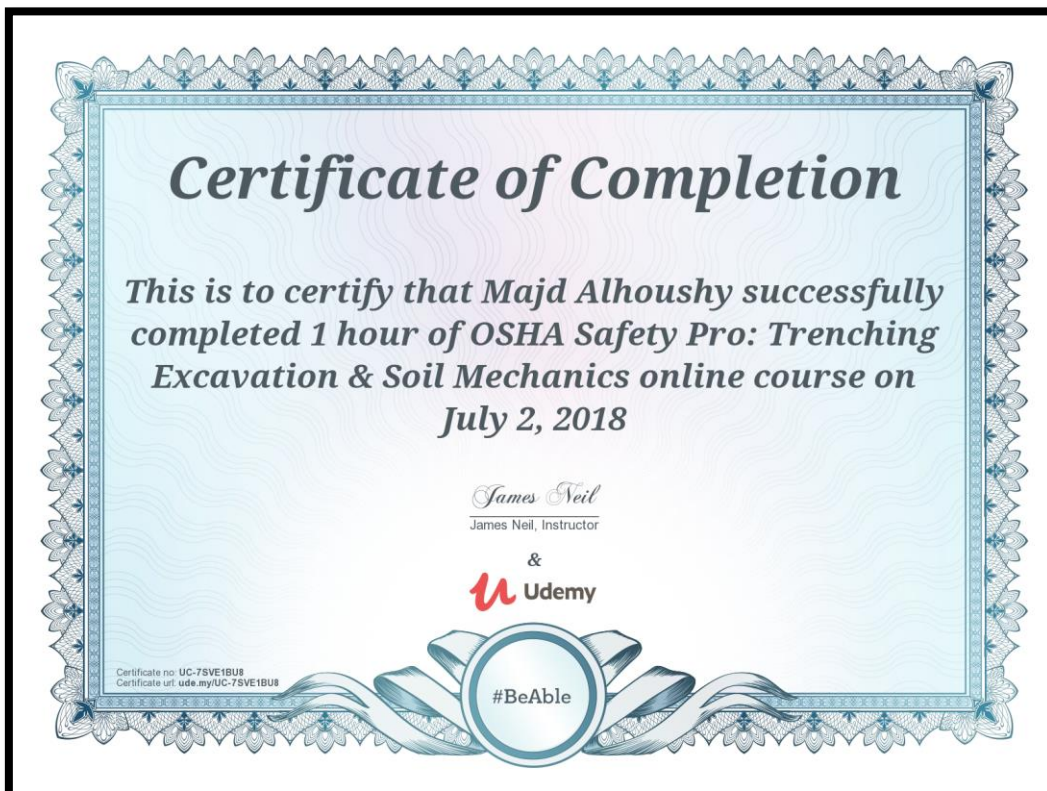 Certificate of Completion
This is to certify that Majd Alhoushy successfully
completed 1 hour of OSHA Safety Pro: Trenching
Excavation & Soil Mechanics online course on
July 2, 2018
James Neil
James Neil, Instructor
&
Udemy
Certificate no: UC-7SVE1BU8
Certificate url: ude.my/UC-7SVE1BU8
#BeAble